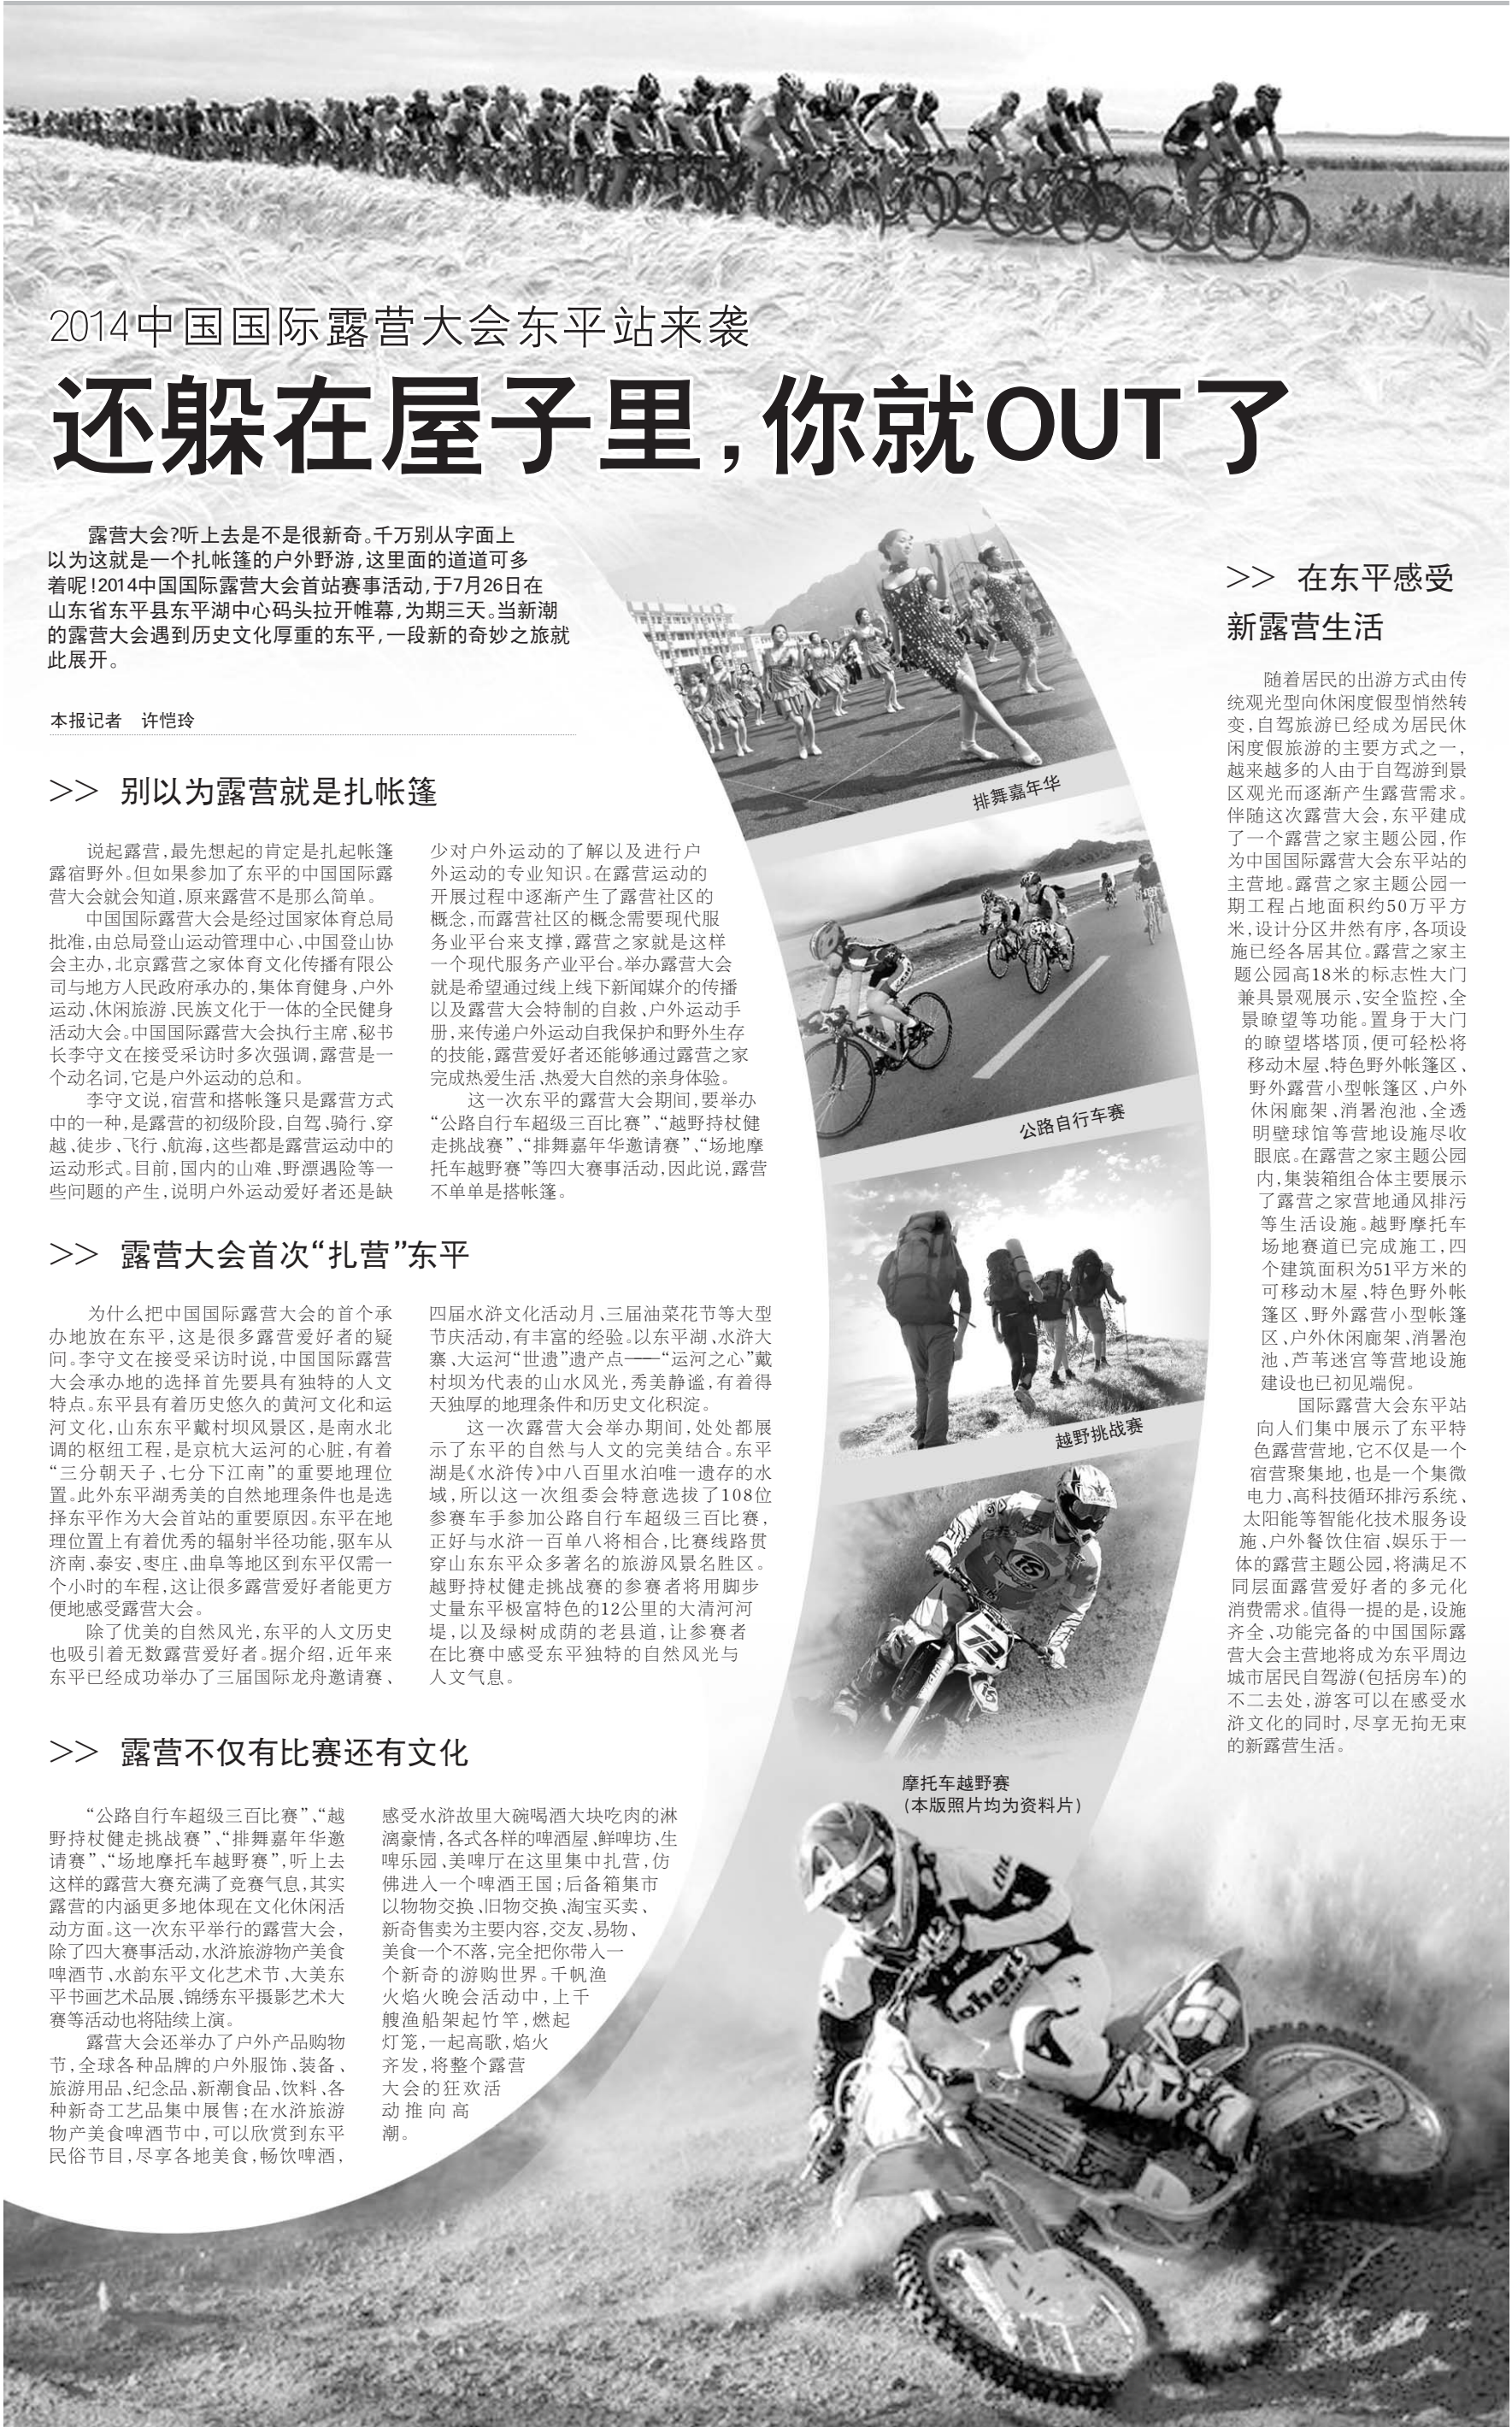 2014中国国际露营大会东平站来袭
还躲在屋子里，你就OUT了
露营大会?听上去是不是很新奇。千万别从字面上
以为这就是一个扎帐篷的户外野游，这里面的道道可多
着呢！2014中国国际露营大会首站赛事活动，于7月26日在
山东省东平县东平湖中心码头拉开帷幕，为期三天。当新潮
的露营大会遇到历史文化厚重的东平，一段新的奇妙之旅就
此展开。
本报记者　许恺玲
>> 别以为露营就是扎帐篷
说起露营，最先想起的肯定是扎起帐篷
露宿野外。但如果参加了东平的中国国际露
营大会就会知道，原来露营不是那么简单。
中国国际露营大会是经过国家体育总局
批准，由总局登山运动管理中心、中国登山协
会主办，北京露营之家体育文化传播有限公
司与地方人民政府承办的，集体育健身、户外
运动、休闲旅游、民族文化于一体的全民健身
活动大会。中国国际露营大会执行主席、秘书
长李守文在接受采访时多次强调，露营是一
个动名词，它是户外运动的总和。
李守文说，宿营和搭帐篷只是露营方式
中的一种，是露营的初级阶段，自驾、骑行、穿
越、徒步、飞行、航海，这些都是露营运动中的
运动形式。目前，国内的山难、野漂遇险等一
些问题的产生，说明户外运动爱好者还是缺
少对户外运动的了解以及进行户
外运动的专业知识。在露营运动的
开展过程中逐渐产生了露营社区的
概念，而露营社区的概念需要现代服
务业平台来支撑，露营之家就是这样
一个现代服务产业平台。举办露营大会
就是希望通过线上线下新闻媒介的传播
以及露营大会特制的自救、户外运动手
册，来传递户外运动自我保护和野外生存
的技能，露营爱好者还能够通过露营之家
完成热爱生活、热爱大自然的亲身体验。
这一次东平的露营大会期间，要举办
“公路自行车超级三百比赛”、“越野持杖健
走挑战赛”、“排舞嘉年华邀请赛”、“场地摩
托车越野赛”等四大赛事活动，因此说，露营
不单单是搭帐篷。
>> 露营大会首次“扎营”东平
为什么把中国国际露营大会的首个承
办地放在东平，这是很多露营爱好者的疑
问。李守文在接受采访时说，中国国际露营
大会承办地的选择首先要具有独特的人文
特点。东平县有着历史悠久的黄河文化和运
河文化，山东东平戴村坝风景区，是南水北
调的枢纽工程，是京杭大运河的心脏，有着
“三分朝天子、七分下江南”的重要地理位
置。此外东平湖秀美的自然地理条件也是选
择东平作为大会首站的重要原因。东平在地
理位置上有着优秀的辐射半径功能，驱车从
济南、泰安、枣庄、曲阜等地区到东平仅需一
个小时的车程，这让很多露营爱好者能更方
便地感受露营大会。
除了优美的自然风光，东平的人文历史
也吸引着无数露营爱好者。据介绍，近年来
东平已经成功举办了三届国际龙舟邀请赛、
四届水浒文化活动月、三届油菜花节等大型
节庆活动，有丰富的经验。以东平湖、水浒大
寨、大运河“世遗”遗产点——“运河之心”戴
村坝为代表的山水风光，秀美静谧，有着得
天独厚的地理条件和历史文化积淀。
这一次露营大会举办期间，处处都展
示了东平的自然与人文的完美结合。东平
湖是《水浒传》中八百里水泊唯一遗存的水
域，所以这一次组委会特意选拔了108位
参赛车手参加公路自行车超级三百比赛，
正好与水浒一百单八将相合，比赛线路贯
穿山东东平众多著名的旅游风景名胜区。
越野持杖健走挑战赛的参赛者将用脚步
丈量东平极富特色的12公里的大清河河
堤，以及绿树成荫的老县道，让参赛者
在比赛中感受东平独特的自然风光与
人文气息。
>> 露营不仅有比赛还有文化
“公路自行车超级三百比赛”、“越
野持杖健走挑战赛”、“排舞嘉年华邀
请赛”、“场地摩托车越野赛”，听上去
这样的露营大赛充满了竞赛气息，其实
露营的内涵更多地体现在文化休闲活
动方面。这一次东平举行的露营大会，
除了四大赛事活动，水浒旅游物产美食
啤酒节、水韵东平文化艺术节、大美东
平书画艺术品展、锦绣东平摄影艺术大
赛等活动也将陆续上演。
露营大会还举办了户外产品购物
节，全球各种品牌的户外服饰、装备、
旅游用品、纪念品、新潮食品、饮料、各
种新奇工艺品集中展售；在水浒旅游
物产美食啤酒节中，可以欣赏到东平
民俗节目，尽享各地美食，畅饮啤酒，
感受水浒故里大碗喝酒大块吃肉的淋
漓豪情，各式各样的啤酒屋、鲜啤坊、生
啤乐园、美啤厅在这里集中扎营，仿
佛进入一个啤酒王国；后备箱集市
以物物交换、旧物交换、淘宝买卖、
新奇售卖为主要内容，交友、易物、
美食一个不落，完全把你带入一
个新奇的游购世界。千帆渔
火焰火晚会活动中，上千
艘渔船架起竹竿，燃起
灯笼，一起高歌，焰火
齐发，将整个露营
大会的狂欢活
动推向高
潮。
排舞嘉年华
公路自行车赛
越野挑战赛
摩托车越野赛
（本版照片均为资料片）
>> 在东平感受
新露营生活
随着居民的出游方式由传
统观光型向休闲度假型悄然转
变，自驾旅游已经成为居民休
闲度假旅游的主要方式之一，
越来越多的人由于自驾游到景
区观光而逐渐产生露营需求。
伴随这次露营大会，东平建成
了一个露营之家主题公园，作
为中国国际露营大会东平站的
主营地。露营之家主题公园一
期工程占地面积约50万平方
米，设计分区井然有序，各项设
施已经各居其位。露营之家主
题公园高18米的标志性大门
兼具景观展示、安全监控、全
景瞭望等功能。置身于大门
的瞭望塔塔顶，便可轻松将
移动木屋、特色野外帐篷区、
野外露营小型帐篷区、户外
休闲廊架、消暑泡池、全透
明壁球馆等营地设施尽收
眼底。在露营之家主题公园
内，集装箱组合体主要展示
了露营之家营地通风排污
等生活设施。越野摩托车
场地赛道已完成施工，四
个建筑面积为51平方米的
可移动木屋、特色野外帐
篷区、野外露营小型帐篷
区、户外休闲廊架、消暑泡
池、芦苇迷宫等营地设施
建设也已初见端倪。
国际露营大会东平站
向人们集中展示了东平特
色露营营地，它不仅是一个
宿营聚集地，也是一个集微
电力、高科技循环排污系统、
太阳能等智能化技术服务设
施、户外餐饮住宿、娱乐于一
体的露营主题公园，将满足不
同层面露营爱好者的多元化
消费需求。值得一提的是，设施
齐全、功能完备的中国国际露
营大会主营地将成为东平周边
城市居民自驾游（包括房车）的
不二去处，游客可以在感受水
浒文化的同时，尽享无拘无束
的新露营生活。
72